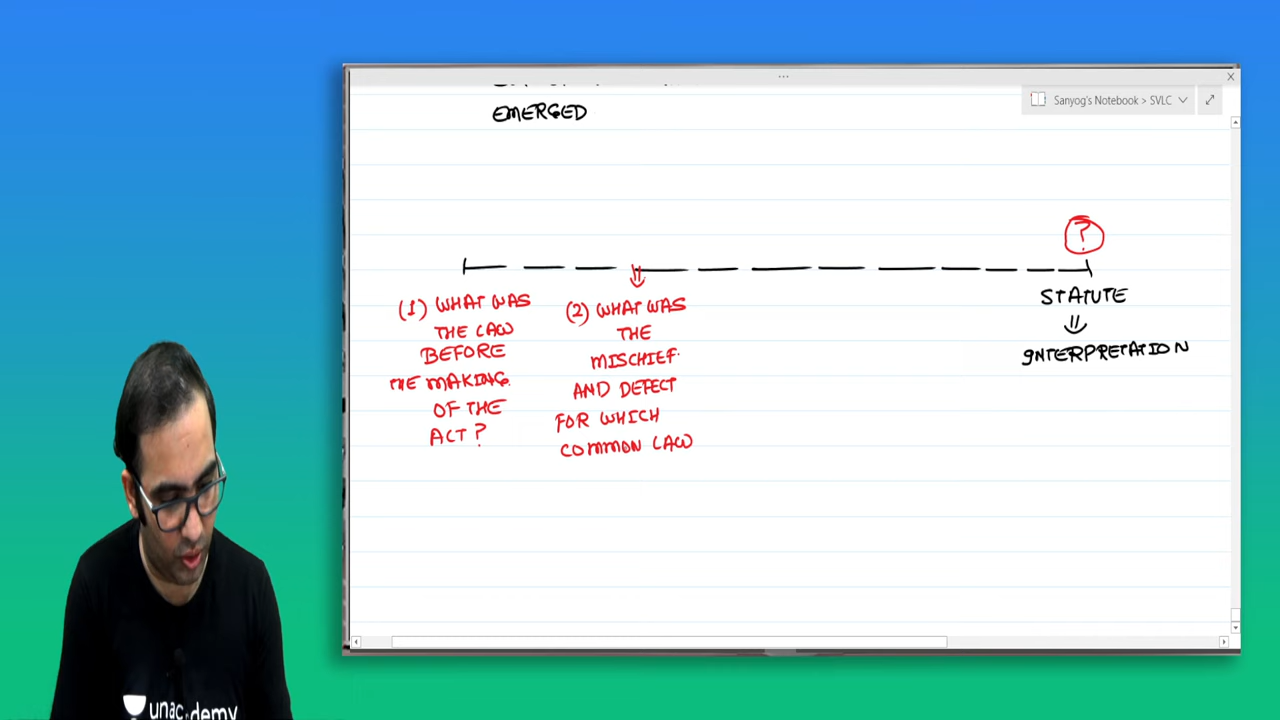 EMERGED
Sanyog's Notebook > SVLC
?
STATUTE
INTERPRETATION
(1) WHAT WAS
THE LAW
BEFORE
THE MAKING
OF THE
ACT?
(2) WHAT WAS
THE
MISCHIEF
AND DEFECT
FOR WHICH
COMMON LAW
unacademy